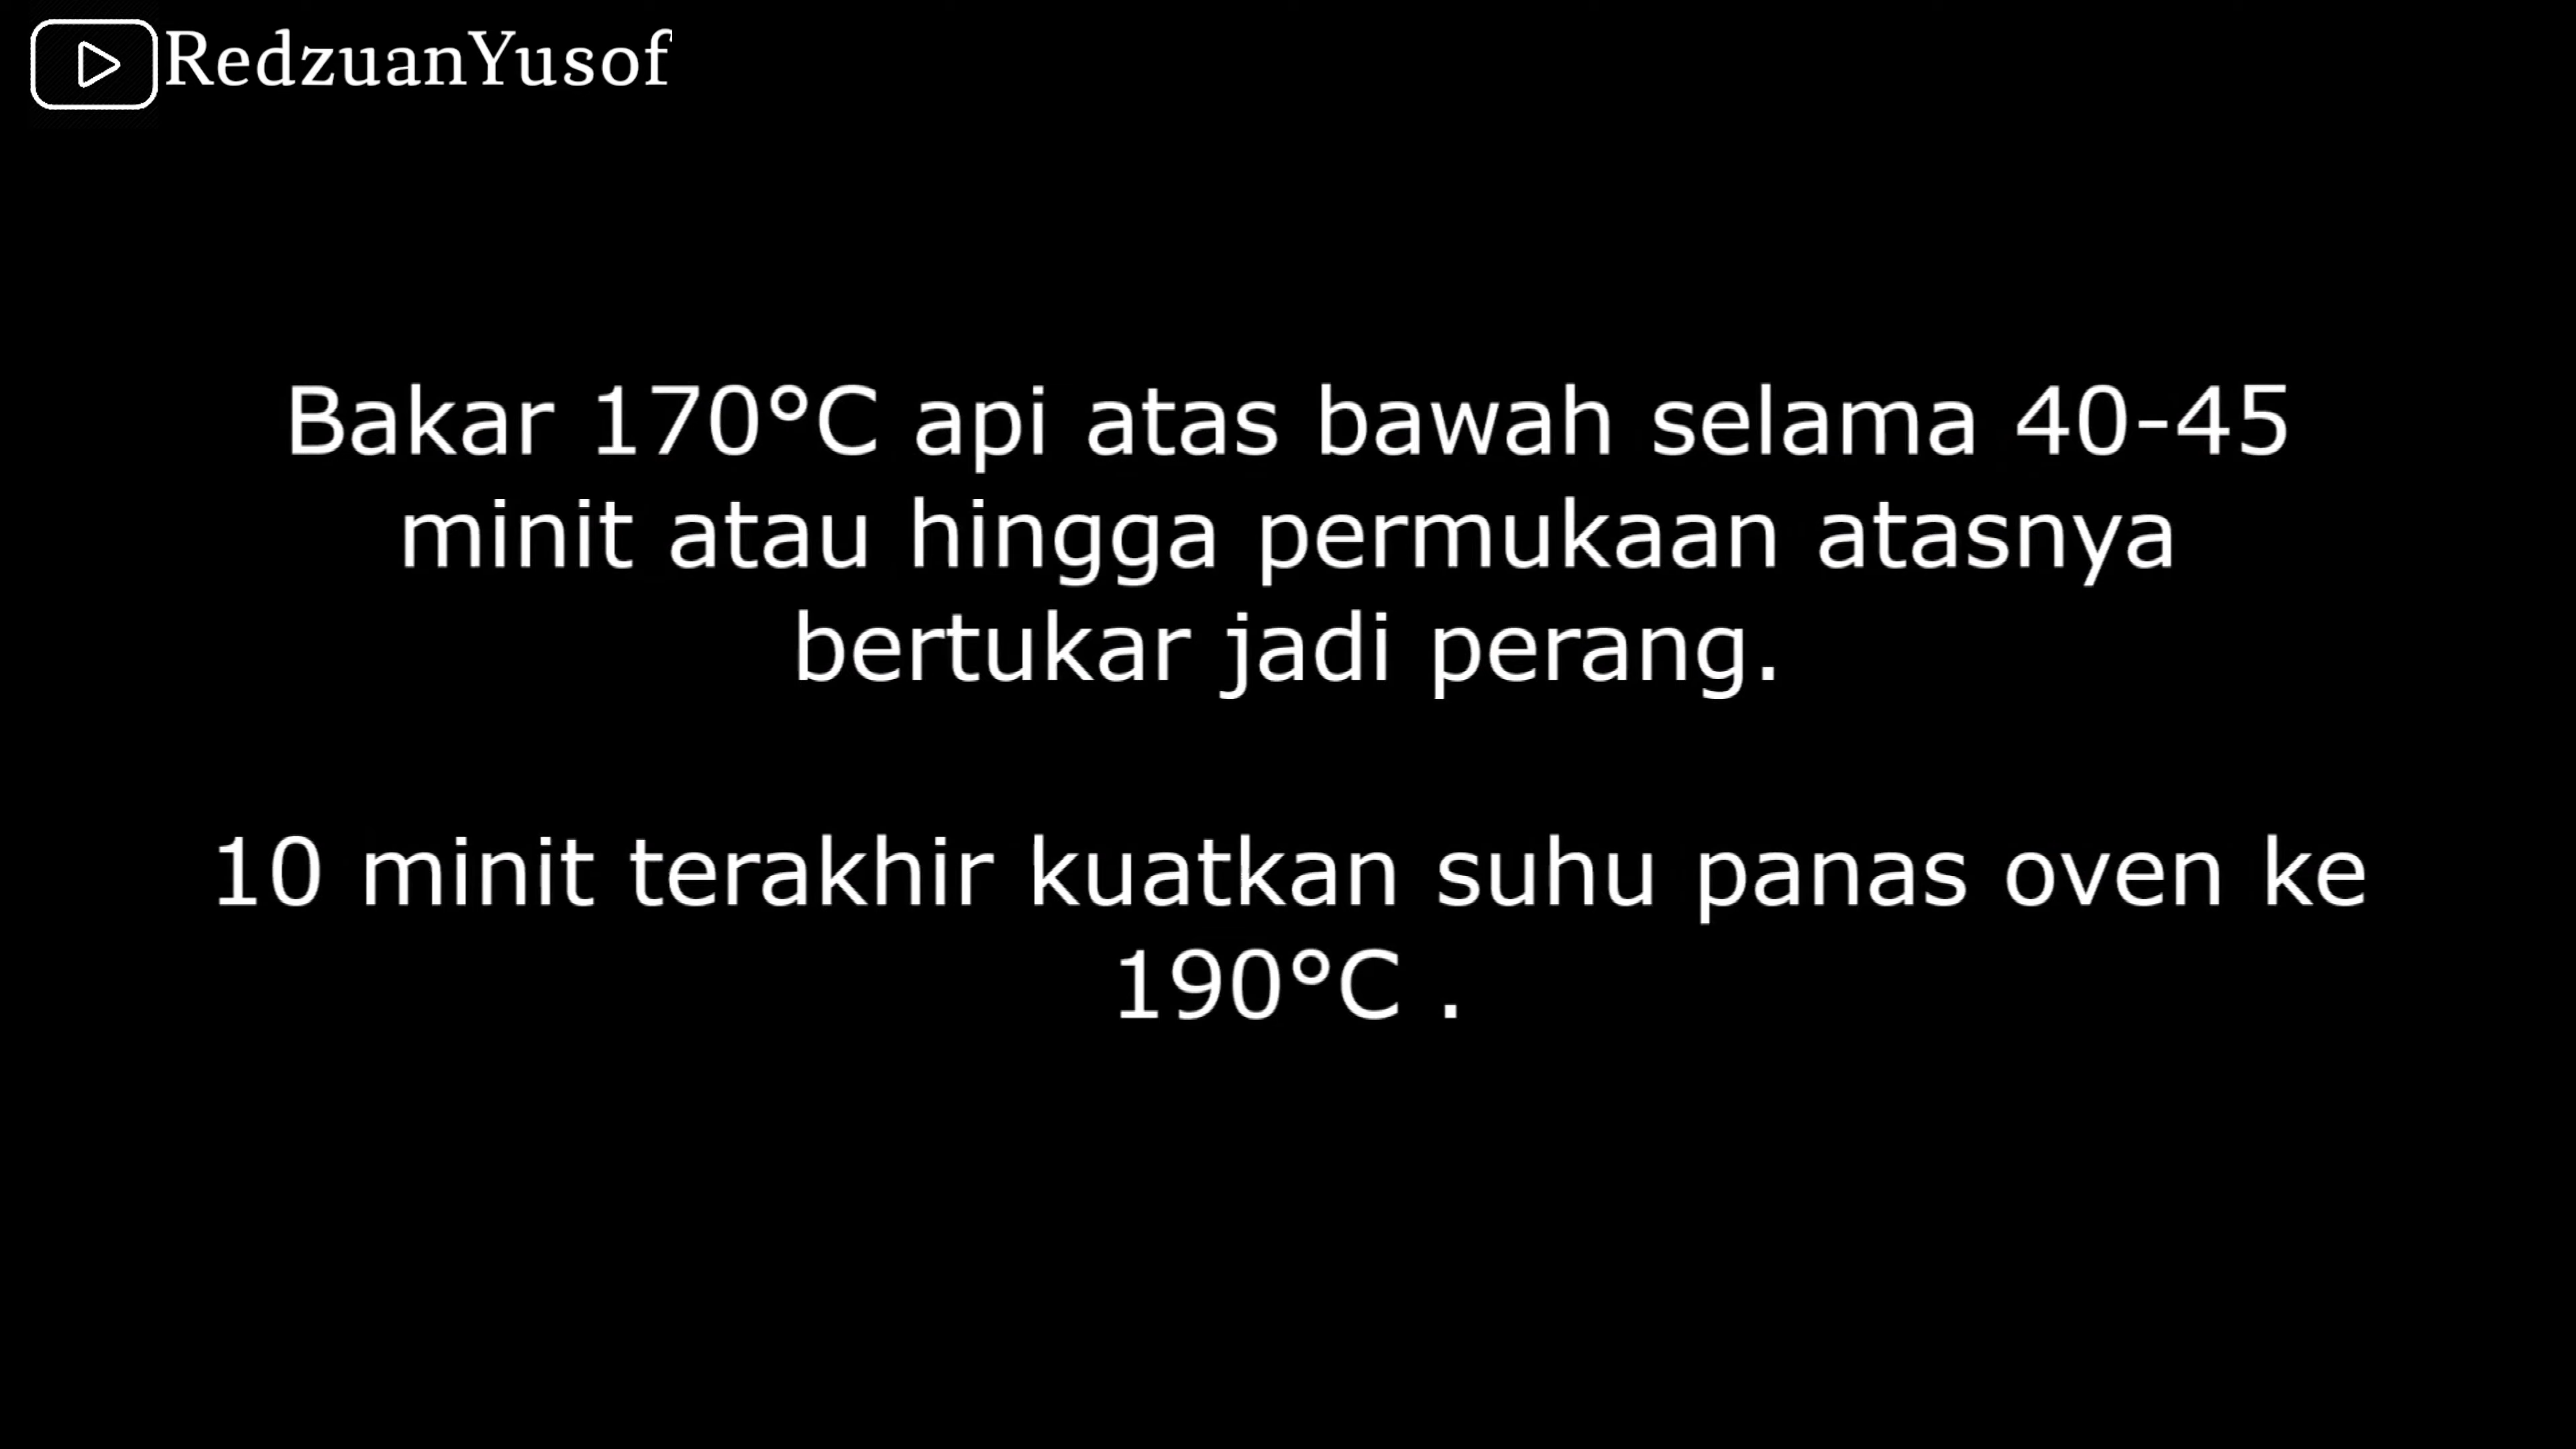 RedzuanYusof
Bakar 170°C api atas bawah selama 40-45
minit atau hingga permukaan atasnya
bertukar jadi perang.
10 minit terakhir kuatkan suhu panas oven ke
190°C .